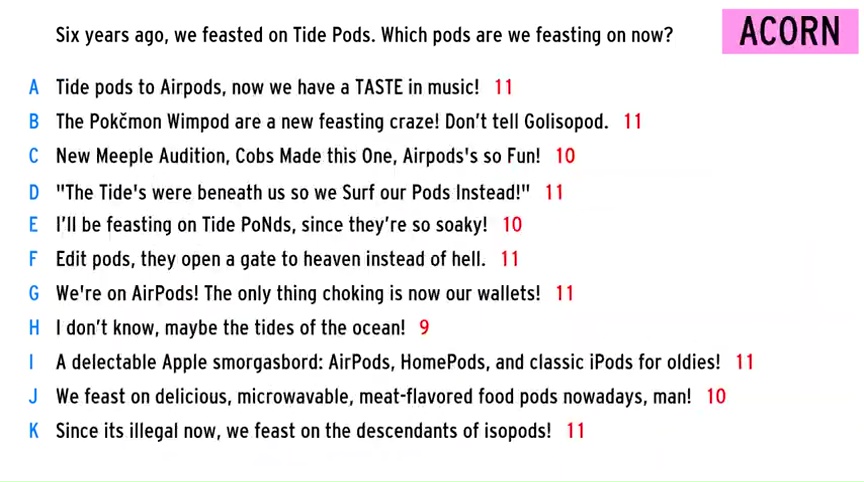 Six years ago, we feasted on Tide Pods. Which pods are we feasting on now?
ACORN
A Tide pods to Airpods, now we have a TASTE in music! 11
B The Pokčmon Wimpod are a new feasting craze! Don't tell Golisopod. 11
C New Meeple Audition, Cobs Made this One, Airpods's so Fun! 10
D "The Tide's were beneath us so we Surf our Pods Instead!" 11
E I'll be feasting on Tide PoNds, since they're so soaky! 10
F Edit pods, they open a gate to heaven instead of hell. 11
G We're on AirPods! The only thing choking is now our wallets! 11
H I don't know, maybe the tides of the ocean! 9
I A delectable Apple smorgasbord: AirPods, HomePods, and classic iPods for oldies! 11
J We feast on delicious, microwavable, meat-flavored food pods nowadays, man! 10
K Since its illegal now, we feast on the descendants of isopods! 11